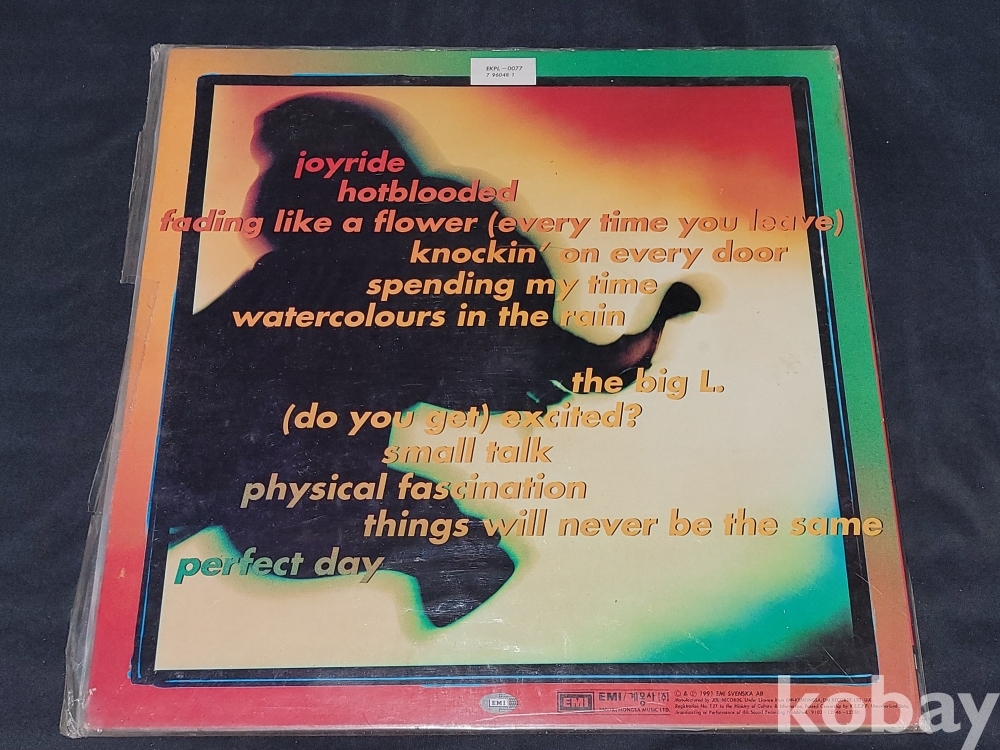 EKPL-0077
7 96048 1
joyride
hotblooded
fading like a flower (every time you leave)
knockin' on every door
spending my time
watercolours in the rain
the big L.
(do you get) excited?
small talk
physical fascination
things will never be the same
perfect day
EMI
EMI
EMI/계몽사(주)
© & ℗ 1991 EMI SVENSKA AB
kobay